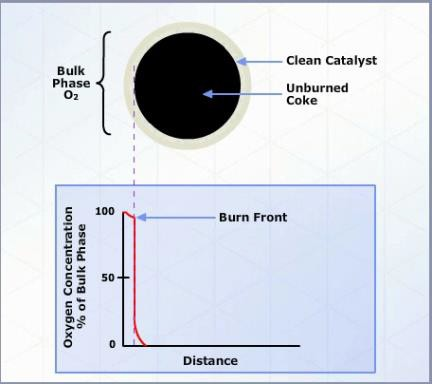 Bulk
Phase
O₂
Clean Catalyst
Unburned
Coke
Oxygen Concentration
% of Bulk Phase
100
50
0
Burn Front
Distance